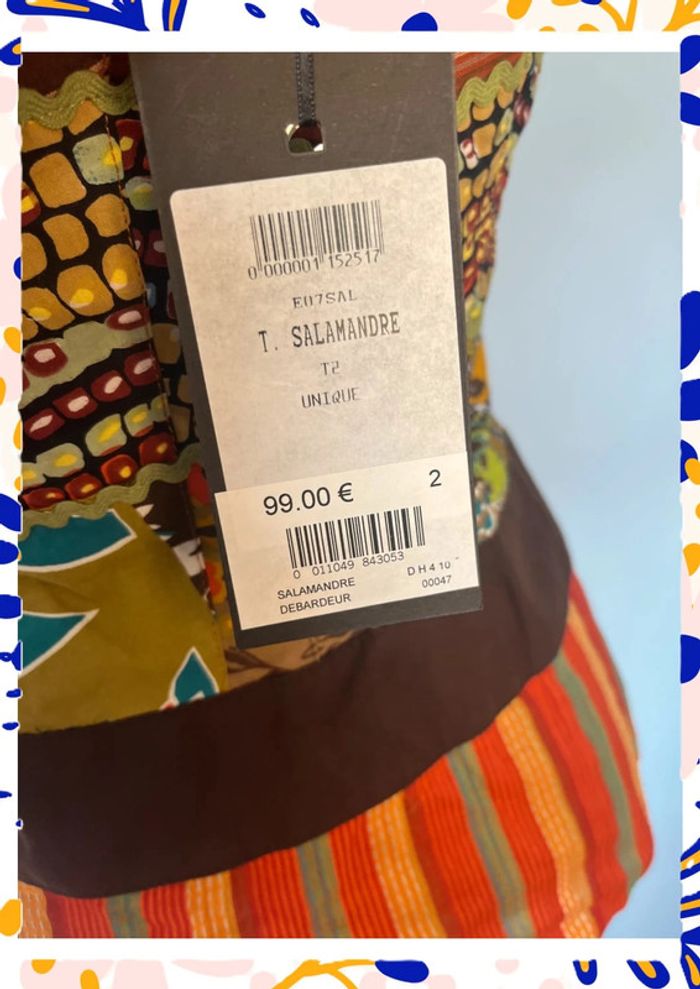 0 000001 152517
E07SAL
T. SALAMANDRE
T2
UNIQUE
99.00 € 2
0 011049 843053
SALAMANDRE DH4 10
DEBARDEUR 00047